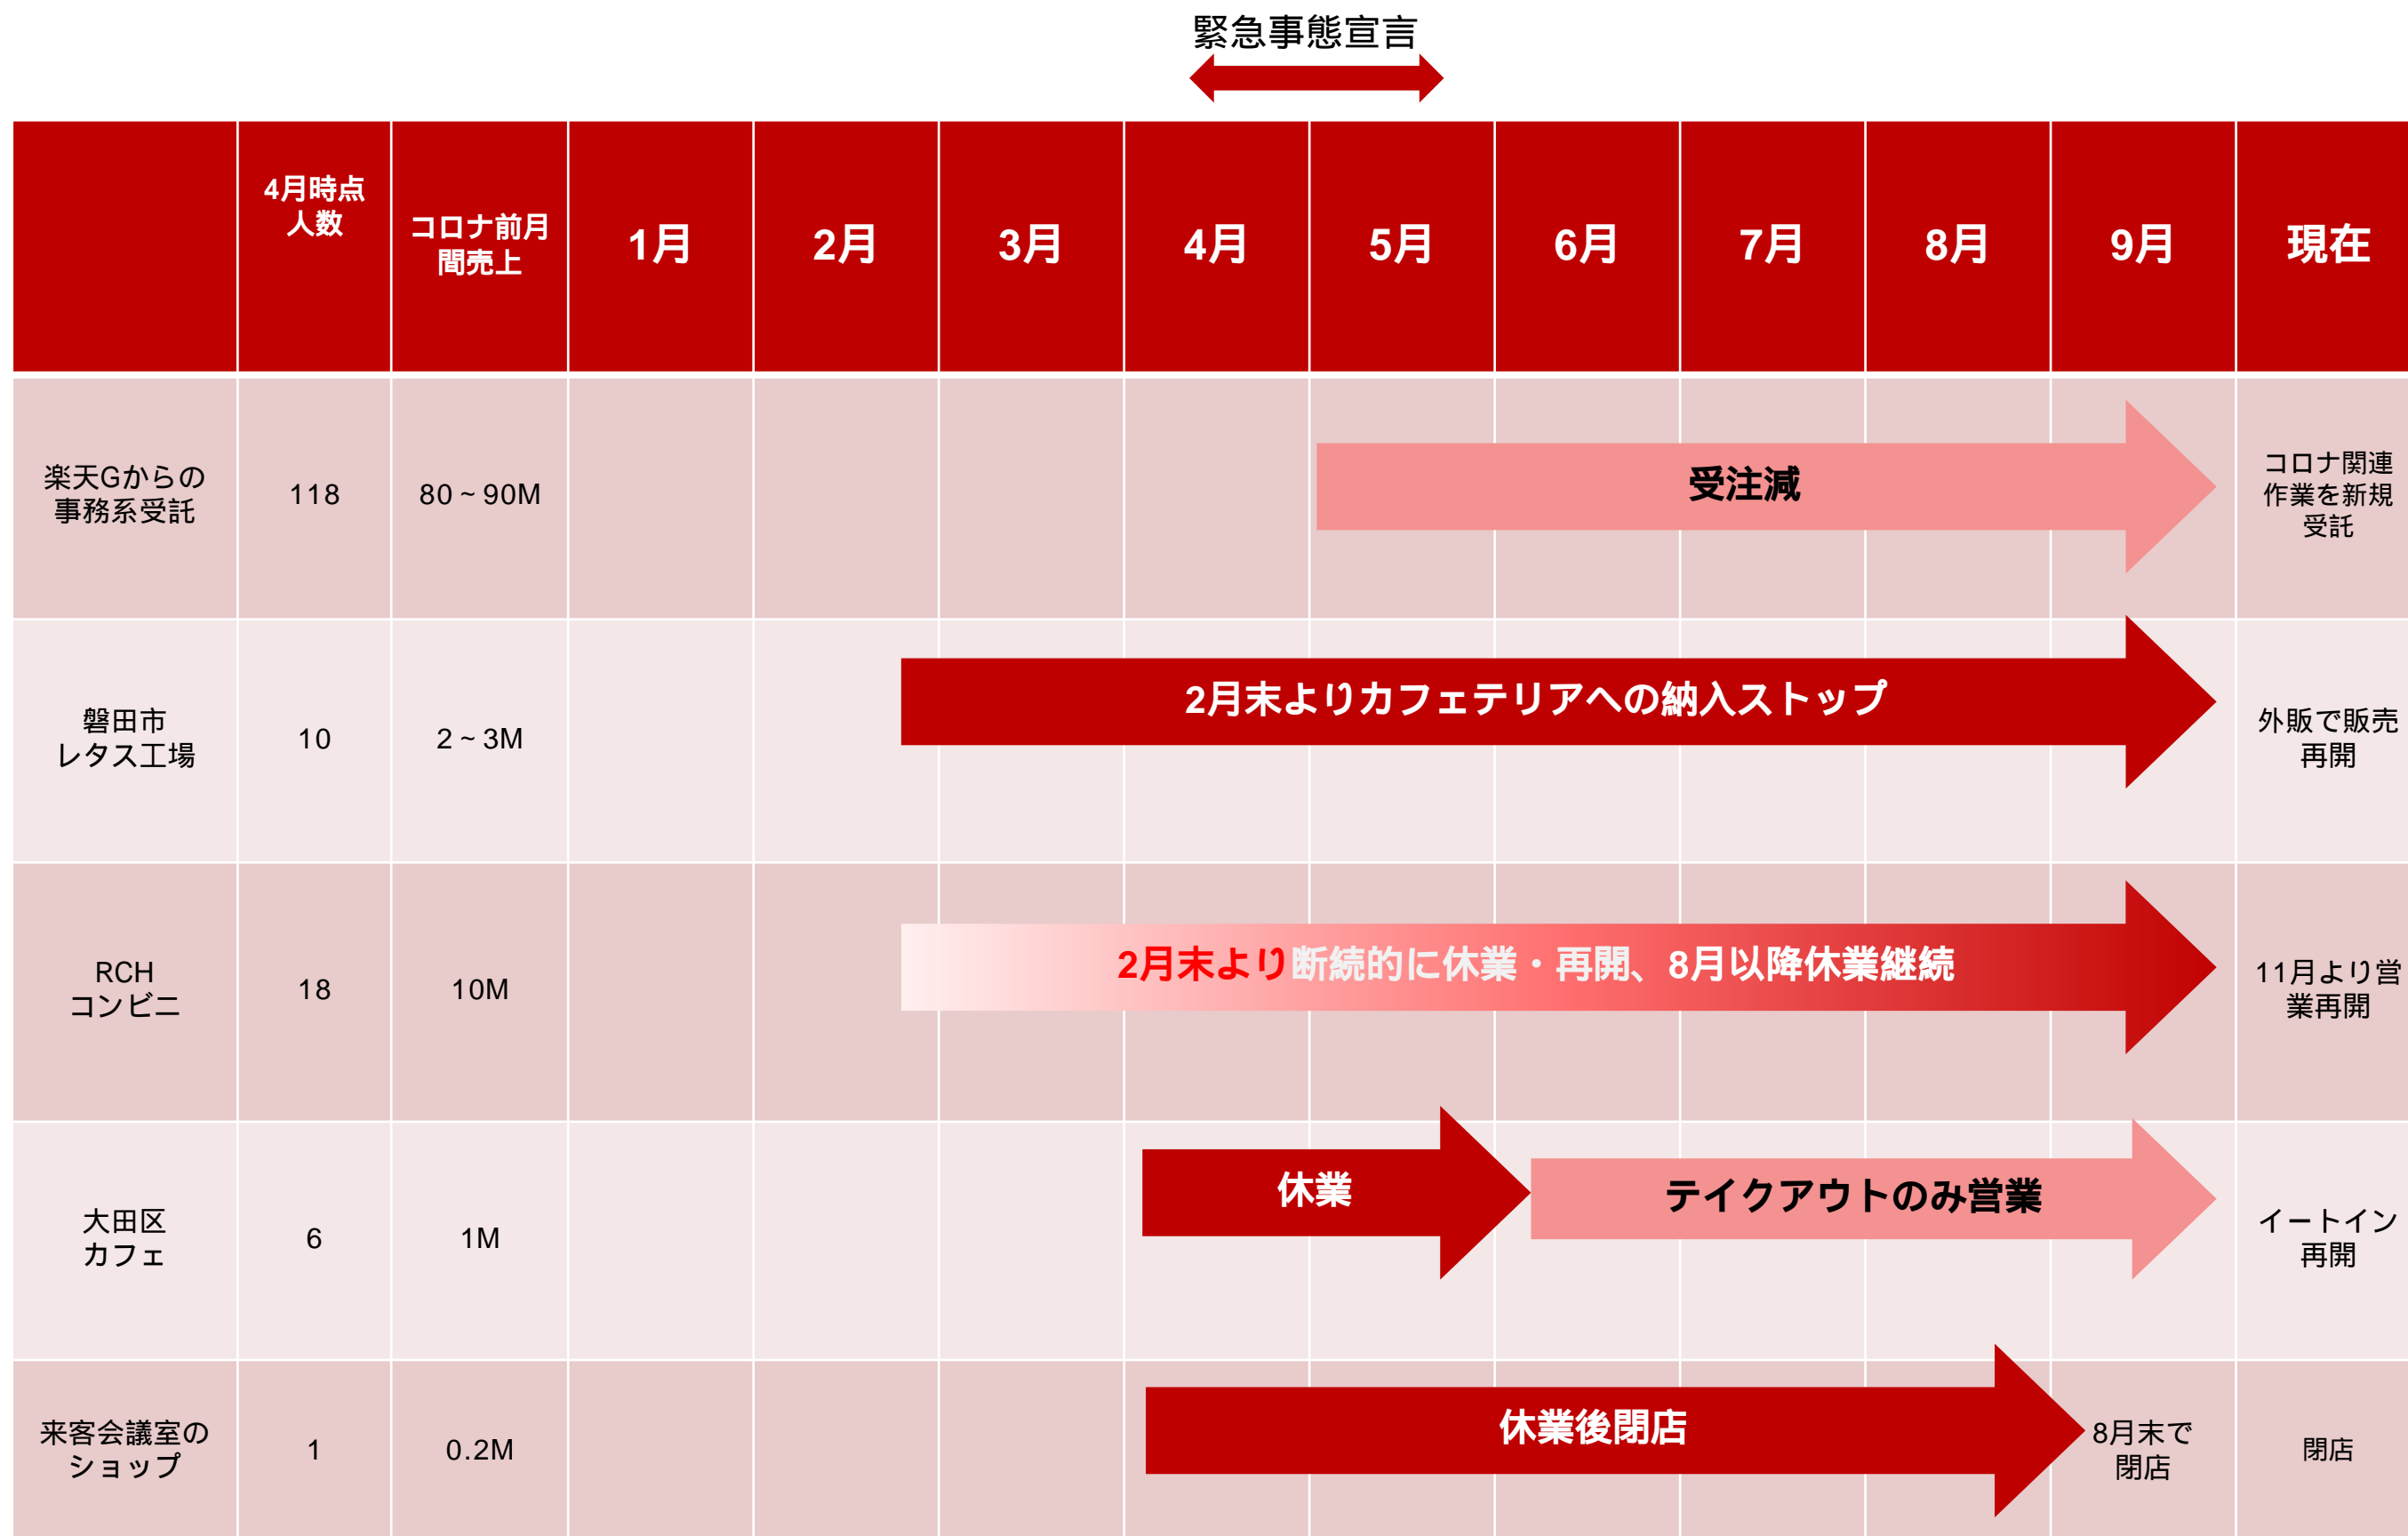 緊急事態宣言
4月時点
人数
コロナ前月
間売上
1月
2月
3月
4月
5月
6月
7月
8月
9月
現在
楽天Gからの
事務系受託
118
80~90M
受注減
コロナ関連
作業を新規
受託
磐田市
レタス工場
10
2~3M
2月末よりカフェテリアへの納入ストップ
外販で販売
再開
RCH
コンビニ
18
10M
2月末より断続的に休業・再開、8月以降休業継続
11月より営
業再開
大田区
カフェ
6
1M
休業
テイクアウトのみ営業
イートイン
再開
来客会議室の
ショップ
1
0.2M
休業後閉店
8月末で
閉店
閉店